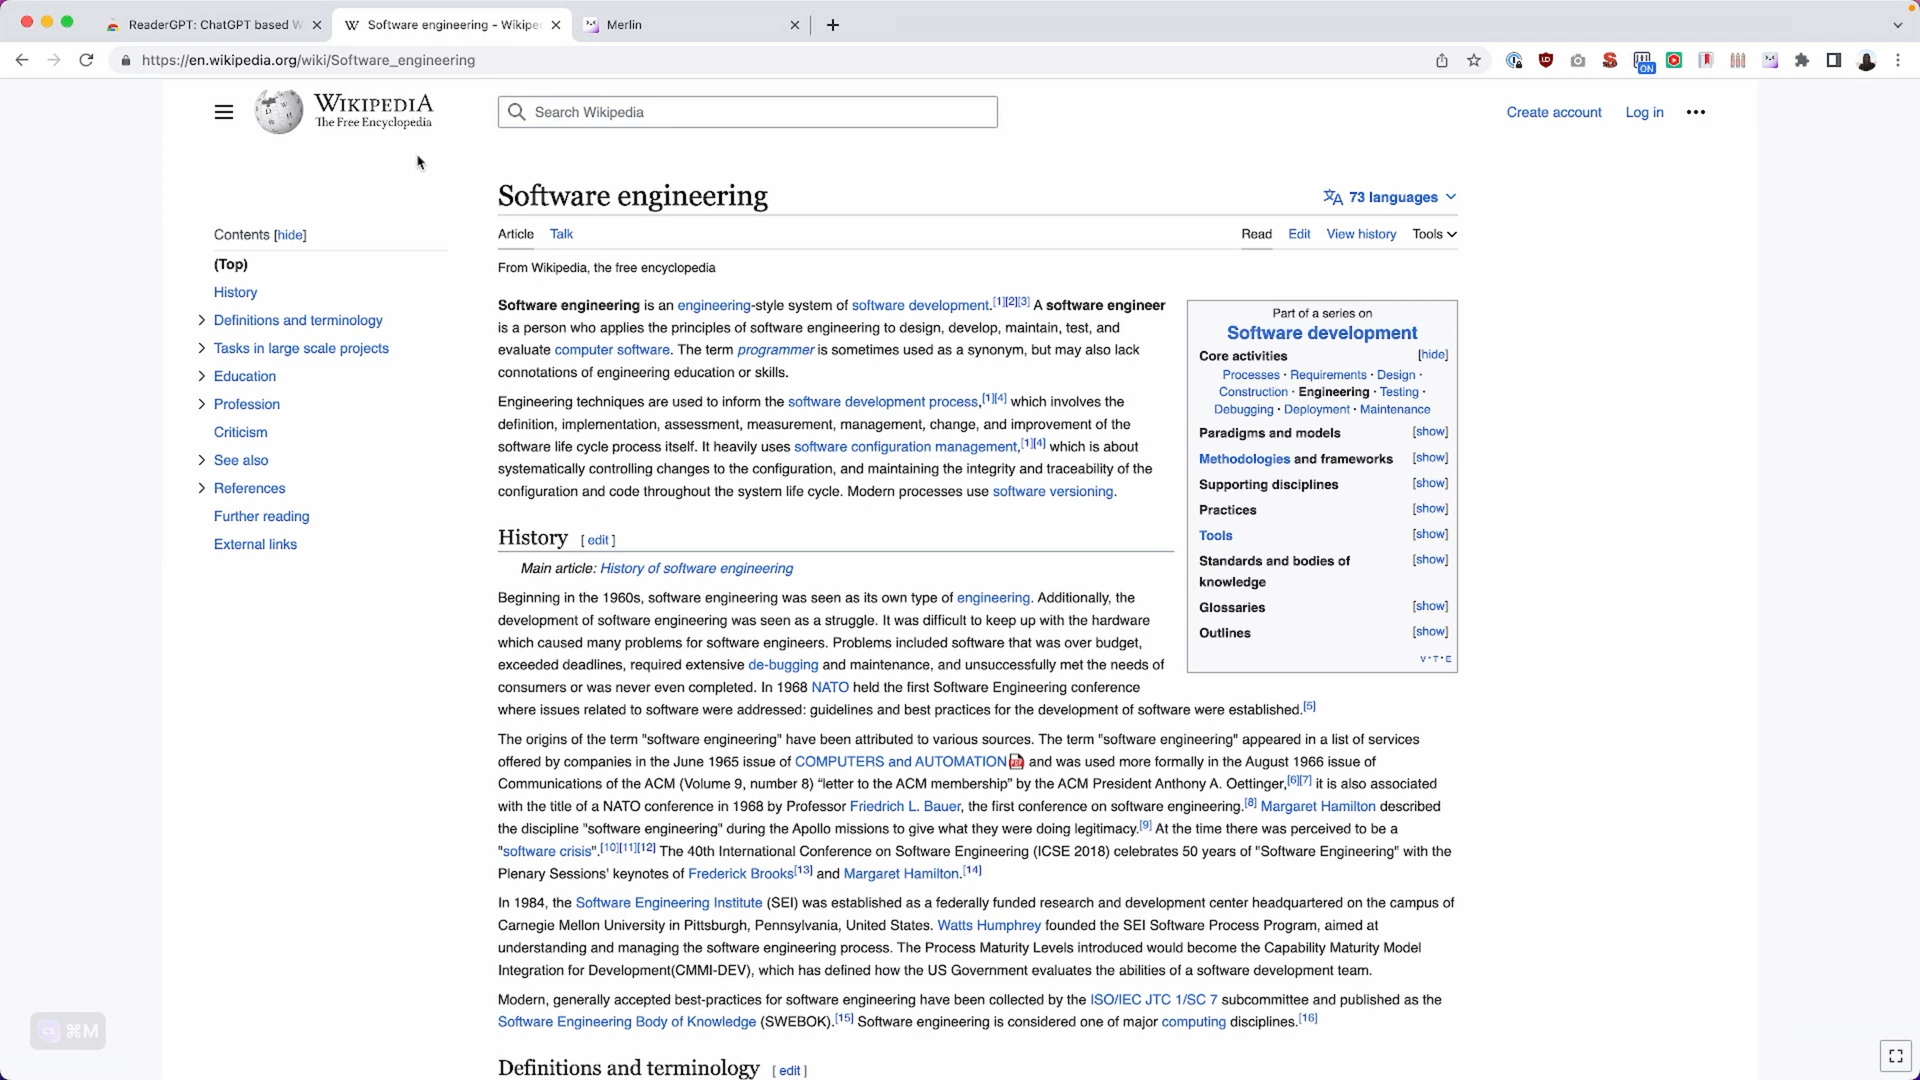 ReaderGPT: ChatGPT based W
Software engineering - Wikipe
Merlin
https://en.wikipedia.org/wiki/Software_engineering
ON
WIKIPEDIA
The Free Encyclopedia
Search Wikipedia
Create account
Log in
Software engineering
73 languages
Contents [hide]
Article
Talk
Read
Edit
View history
Tools
(Top)
History
Definitions and terminology
Tasks in large scale projects
Education
Profession
Criticism
See also
References
Further reading
External links
From Wikipedia, the free encyclopedia
Software engineering is an engineering-style system of software development.[1][2][3] A software engineer
is a person who applies the principles of software engineering to design, develop, maintain, test, and
evaluate computer software. The term programmer is sometimes used as a synonym, but may also lack
connotations of engineering education or skills.
Engineering techniques are used to inform the software development process,[1][4] which involves the
definition, implementation, assessment, measurement, management, change, and improvement of the
software life cycle process itself. It heavily uses software configuration management,[1][4] which is about
systematically controlling changes to the configuration, and maintaining the integrity and traceability of the
configuration and code throughout the system life cycle. Modern processes use software versioning.
Part of a series on
Software development
Core activities [hide]
Processes · Requirements · Design ·
Construction · Engineering · Testing ·
Debugging · Deployment · Maintenance
Paradigms and models [show]
Methodologies and frameworks [show]
Supporting disciplines [show]
Practices [show]
Tools [show]
Standards and bodies of [show]
knowledge
Glossaries [show]
Outlines [show]
V·T·E
History [ edit ]
Main article: History of software engineering
Beginning in the 1960s, software engineering was seen as its own type of engineering. Additionally, the
development of software engineering was seen as a struggle. It was difficult to keep up with the hardware
which caused many problems for software engineers. Problems included software that was over budget,
exceeded deadlines, required extensive de-bugging and maintenance, and unsuccessfully met the needs of
consumers or was never even completed. In 1968 NATO held the first Software Engineering conference
where issues related to software were addressed: guidelines and best practices for the development of software were established.[5]
The origins of the term "software engineering" have been attributed to various sources. The term "software engineering" appeared in a list of services
offered by companies in the June 1965 issue of COMPUTERS and AUTOMATION and was used more formally in the August 1966 issue of
Communications of the ACM (Volume 9, number 8) “letter to the ACM membership” by the ACM President Anthony A. Oettinger,[6][7] it is also associated
with the title of a NATO conference in 1968 by Professor Friedrich L. Bauer, the first conference on software engineering.[8] Margaret Hamilton described
the discipline "software engineering" during the Apollo missions to give what they were doing legitimacy.[9] At the time there was perceived to be a
"software crisis".[10][11][12] The 40th International Conference on Software Engineering (ICSE 2018) celebrates 50 years of "Software Engineering" with the
Plenary Sessions' keynotes of Frederick Brooks[13] and Margaret Hamilton.[14]
In 1984, the Software Engineering Institute (SEI) was established as a federally funded research and development center headquartered on the campus of
Carnegie Mellon University in Pittsburgh, Pennsylvania, United States. Watts Humphrey founded the SEI Software Process Program, aimed at
understanding and managing the software engineering process. The Process Maturity Levels introduced would become the Capability Maturity Model
Integration for Development(CMMI-DEV), which has defined how the US Government evaluates the abilities of a software development team.
Modern, generally accepted best-practices for software engineering have been collected by the ISO/IEC JTC 1/SC 7 subcommittee and published as the
Software Engineering Body of Knowledge (SWEBOK).[15] Software engineering is considered one of major computing disciplines.[16]
⌘M
Definitions and terminology [ edit ]